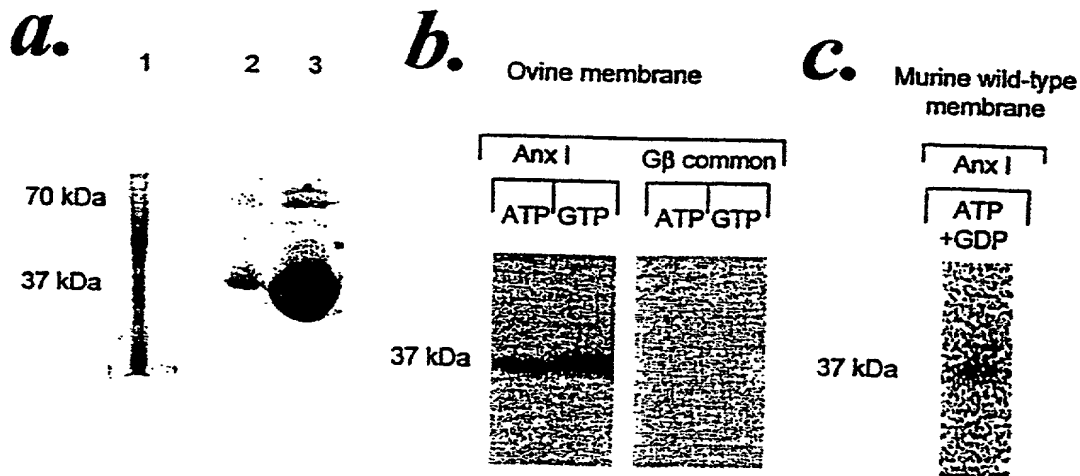 a.
1 2 3
70 kDa
37 kDa
b.
Ovine membrane
Anx I Gβ common
ATP GTP ATP GTP
37 kDa
c.
Murine wild-type
membrane
Anx I
ATP
+GDP
37 kDa